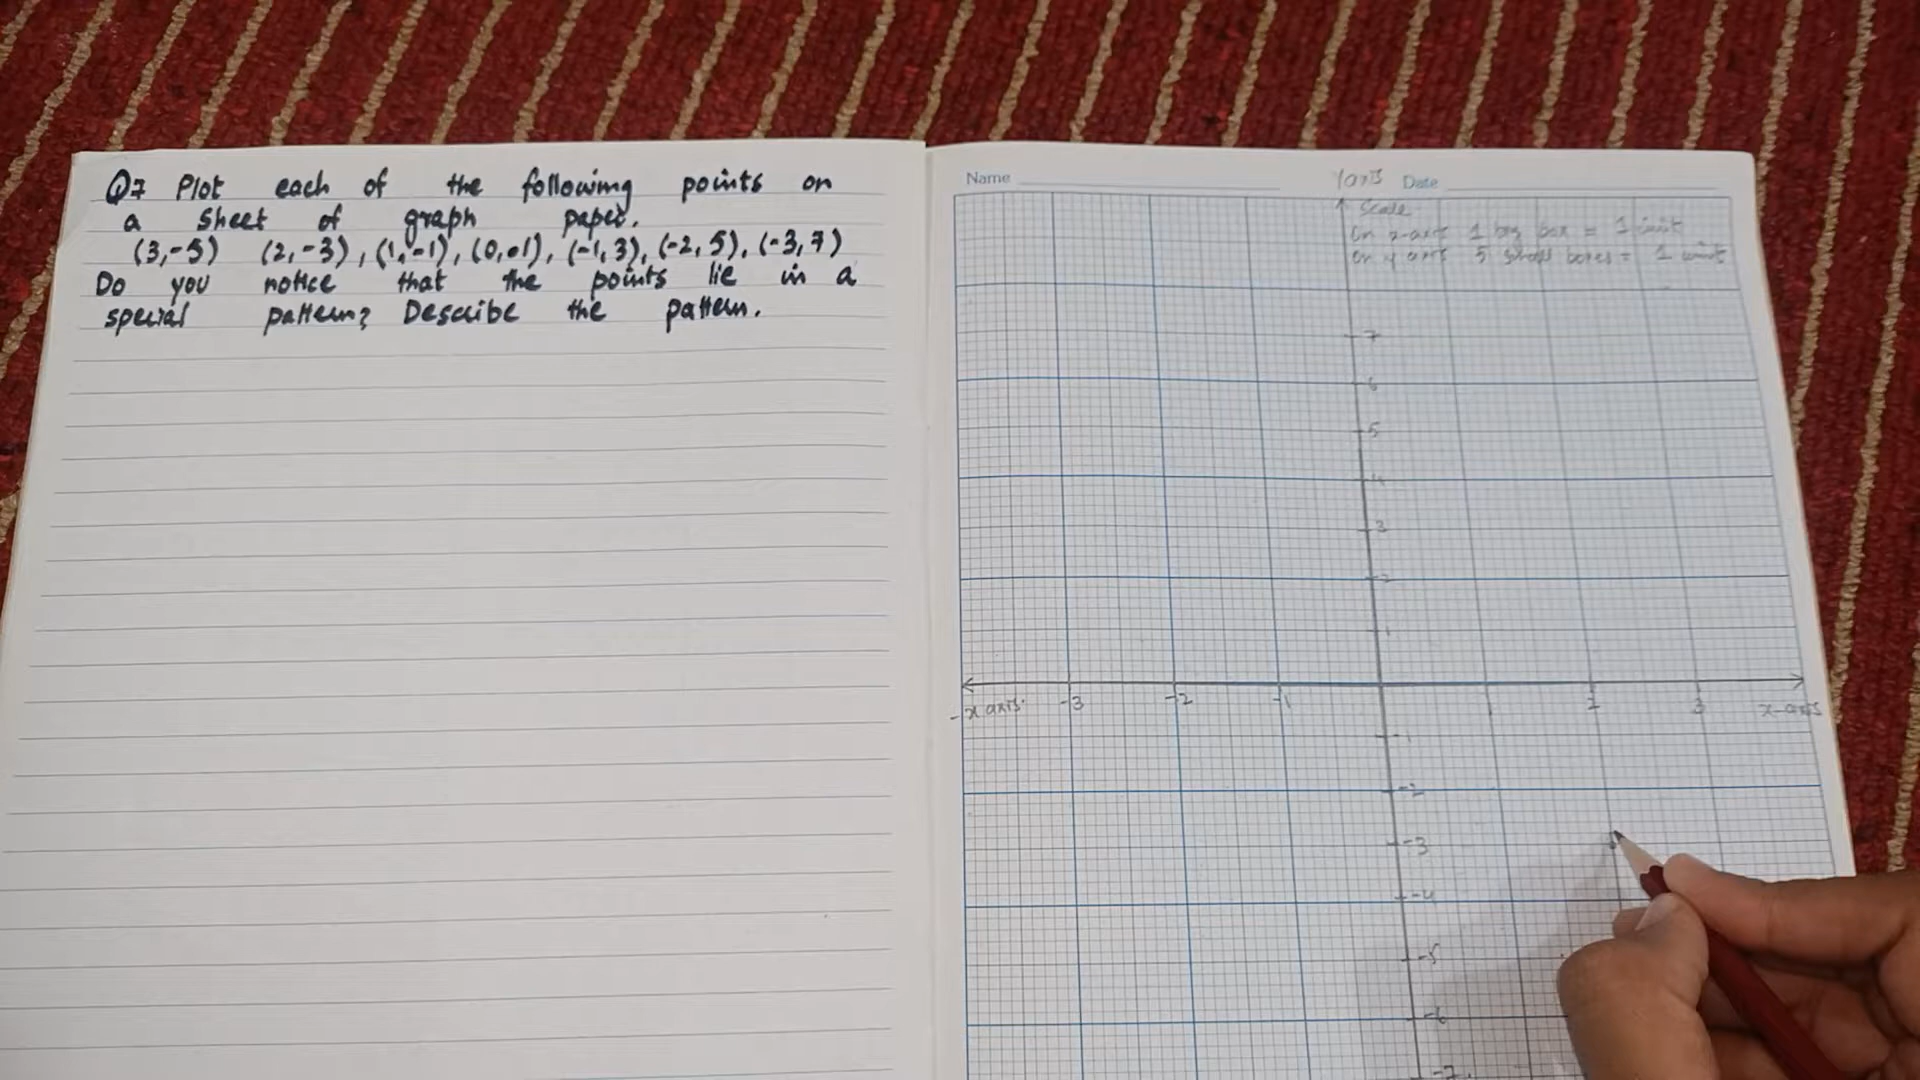 Q7 Plot each of the following points on
a sheet of graph paper.
(3,-5) (2,-3), (1,-1), (0,1), (-1,3), (-2,5), (-3,7)
Do you notice that the points lie in a
special pattern? Describe the pattern.
Name
Y axis Date
Scale
On x-axis 1 big box = 1 unit
On y axis 5 small boxes = 1 unit
7
6
5
4
3
2
1
-x axis -3 -2 -1 1 2 3 x-axis
-1
-2
-3
-4
-5
-6
-7